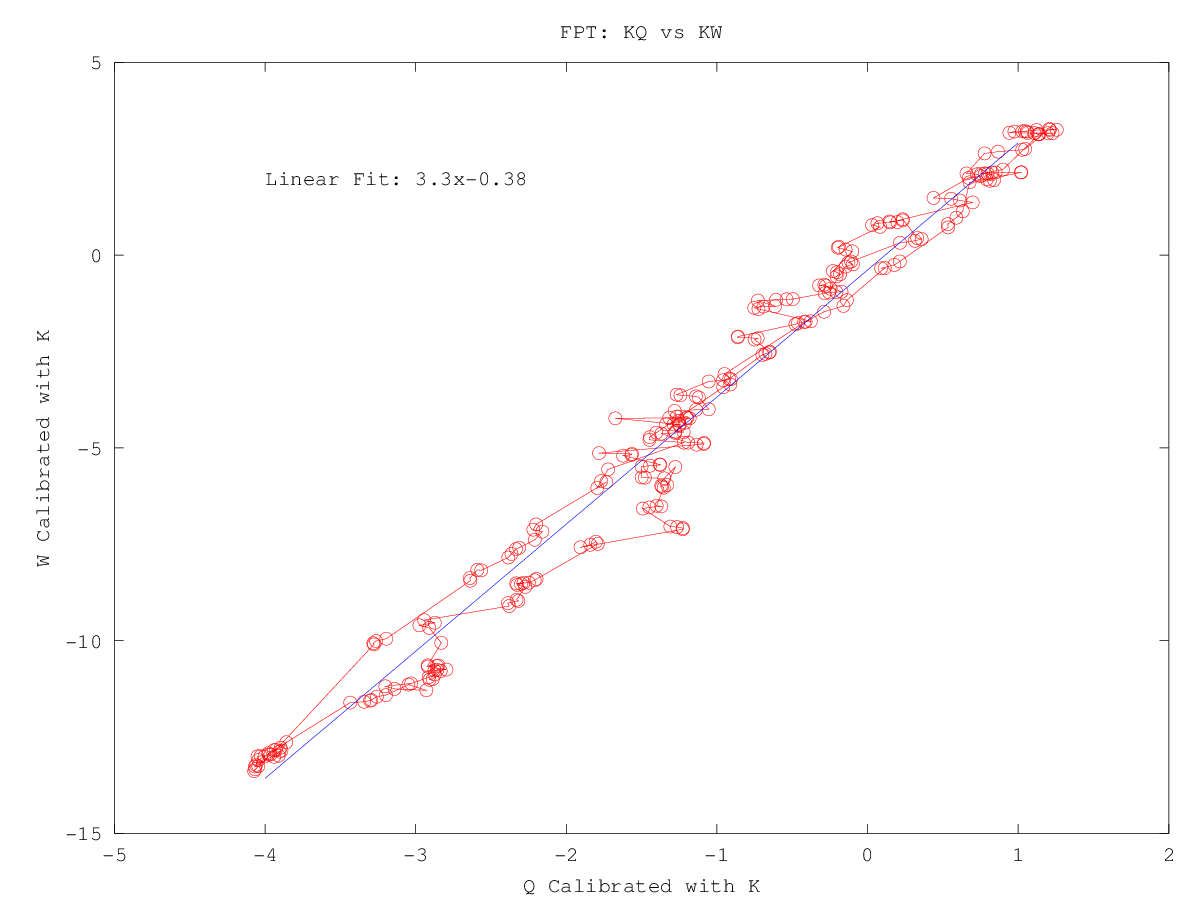 FPT: KQ vs KW
5
Linear Fit: 3.3x-0.38
0
W Calibrated with K
-5
-10
-15
-5 -4 -3 -2 -1 0 1 2
Q Calibrated with K